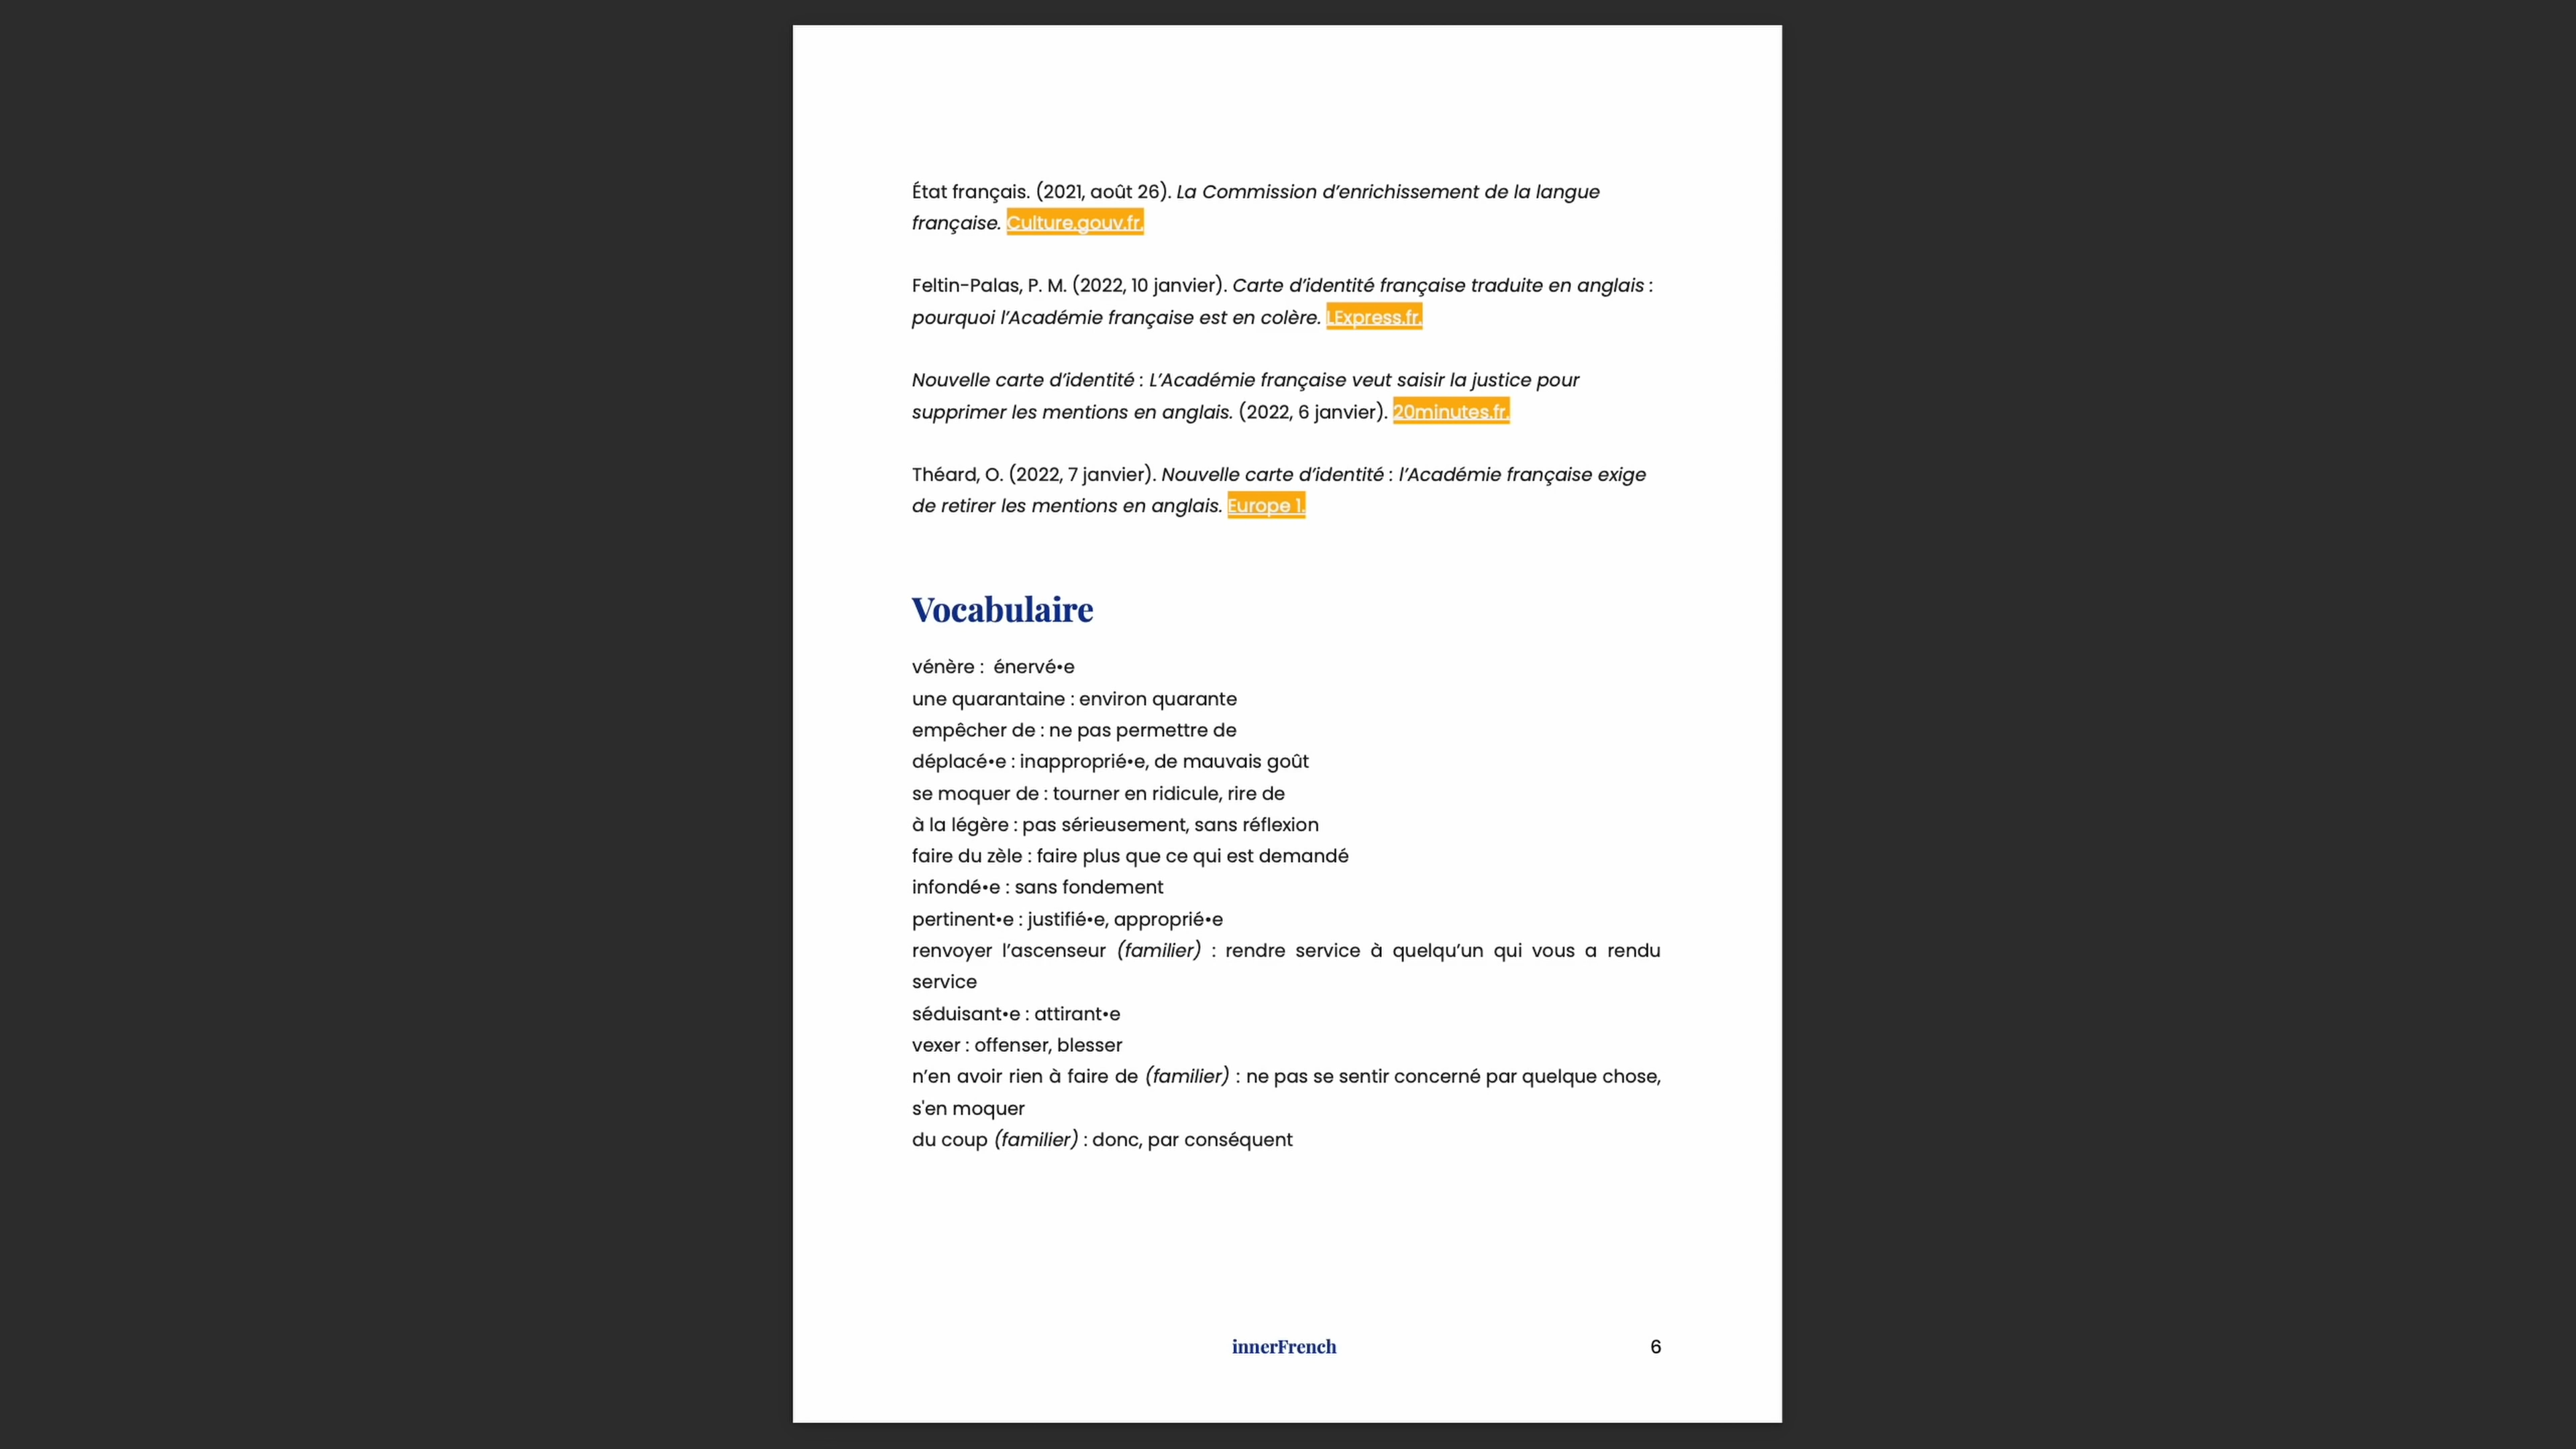 État français. (2021, août 26). La Commission d’enrichissement de la langue
française. Culture.gouv.fr.
Feltin-Palas, P. M. (2022, 10 janvier). Carte d’identité française traduite en anglais :
pourquoi l’Académie française est en colère. LExpress.fr.
Nouvelle carte d’identité : L’Académie française veut saisir la justice pour
supprimer les mentions en anglais. (2022, 6 janvier). 20minutes.fr.
Théard, O. (2022, 7 janvier). Nouvelle carte d’identité : l’Académie française exige
de retirer les mentions en anglais. Europe 1.
Vocabulaire
vénère : énervé•e
une quarantaine : environ quarante
empêcher de : ne pas permettre de
déplacé•e : inapproprié•e, de mauvais goût
se moquer de : tourner en ridicule, rire de
à la légère : pas sérieusement, sans réflexion
faire du zèle : faire plus que ce qui est demandé
infondé•e : sans fondement
pertinent•e : justifié•e, approprié•e
renvoyer l’ascenseur (familier) : rendre service à quelqu’un qui vous a rendu
service
séduisant•e : attirant•e
vexer : offenser, blesser
n’en avoir rien à faire de (familier) : ne pas se sentir concerné par quelque chose,
s'en moquer
du coup (familier) : donc, par conséquent
innerFrench
6